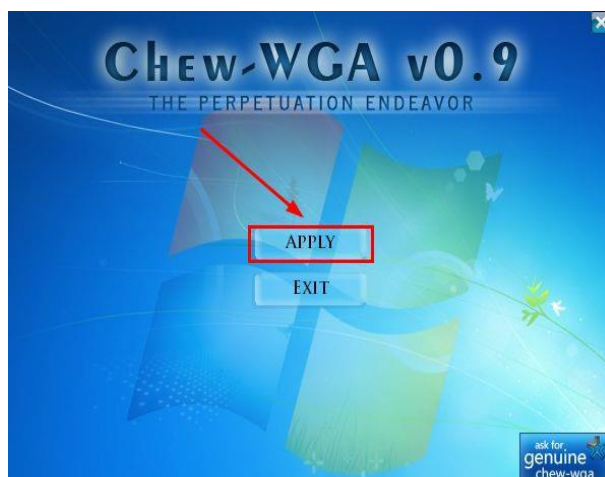 CHEW-WGA v0.9
THE PERPETUATION ENDEAVOR
APPLY
EXIT
ask for
genuine
chew-wga